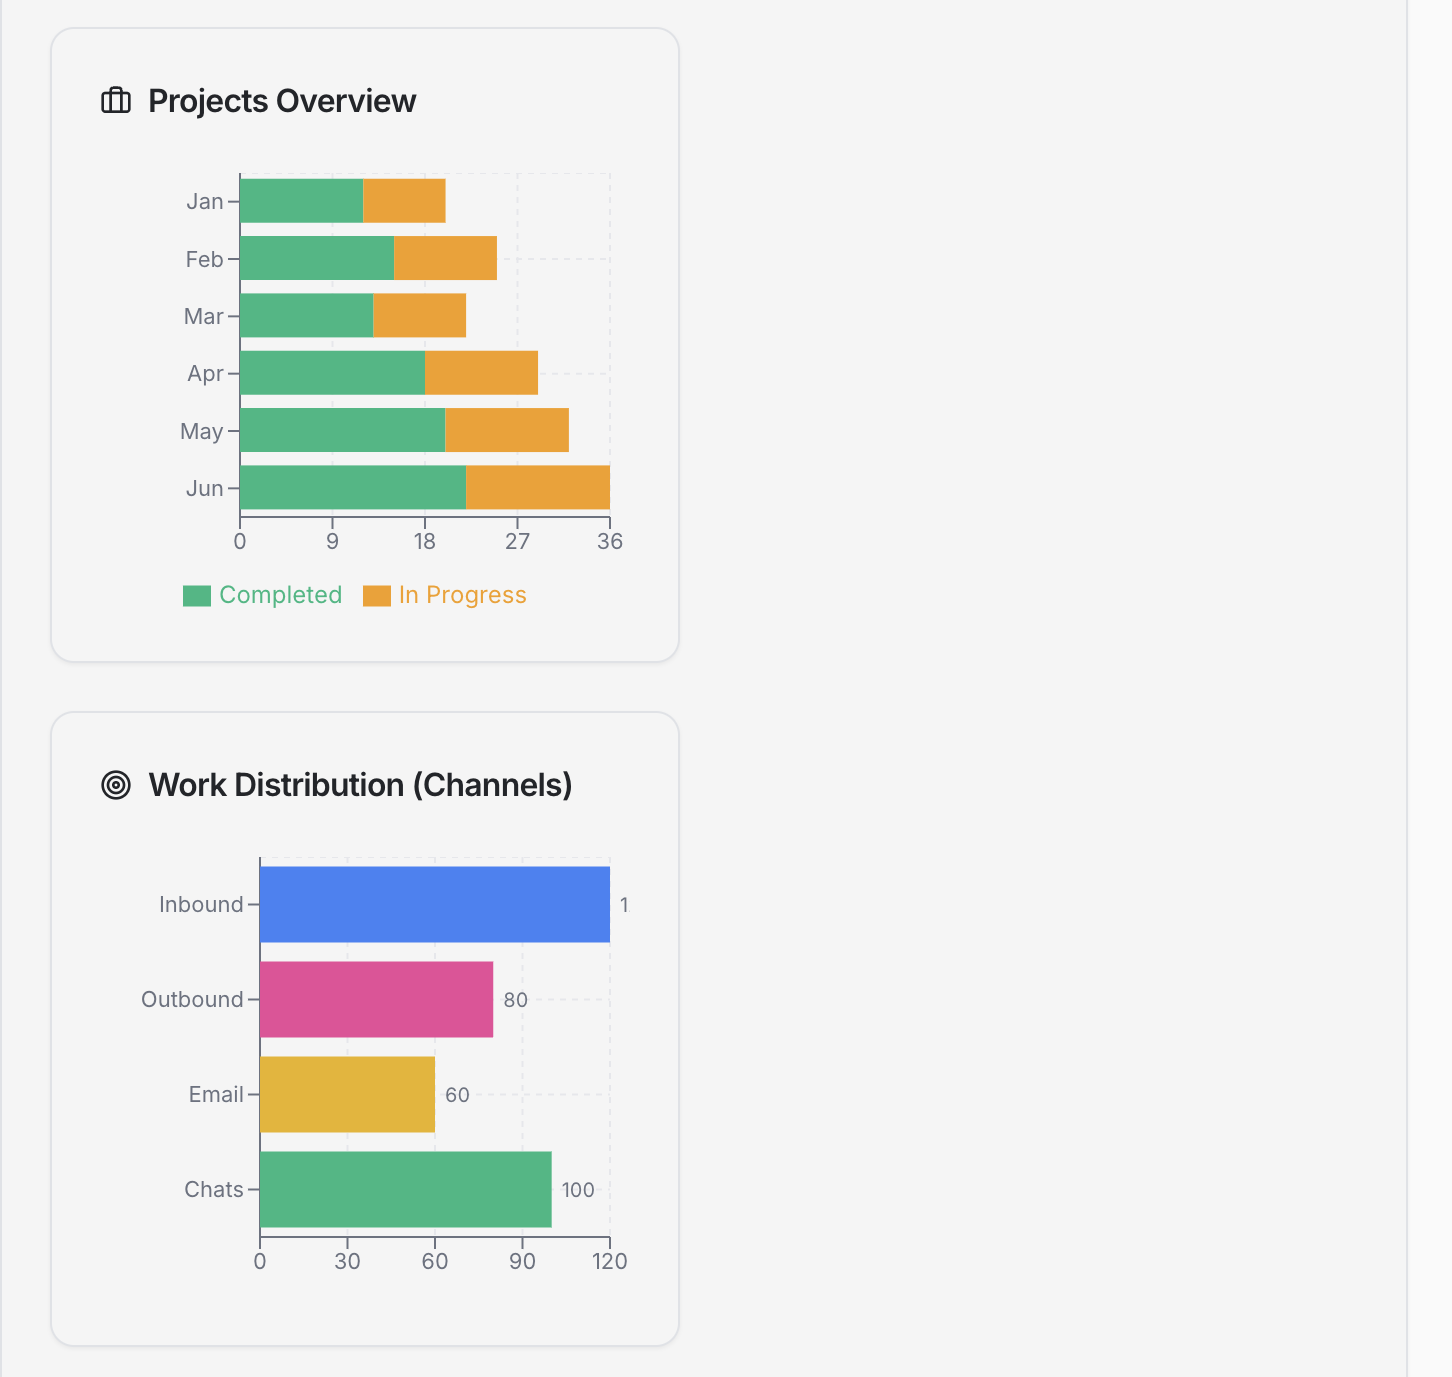 Projects Overview
Jan
Feb
Mar
Apr
May
Jun
0 9 18 27 36
Completed In Progress
Work Distribution (Channels)
Inbound 1
Outbound 80
Email 60
Chats 100
0 30 60 90 120